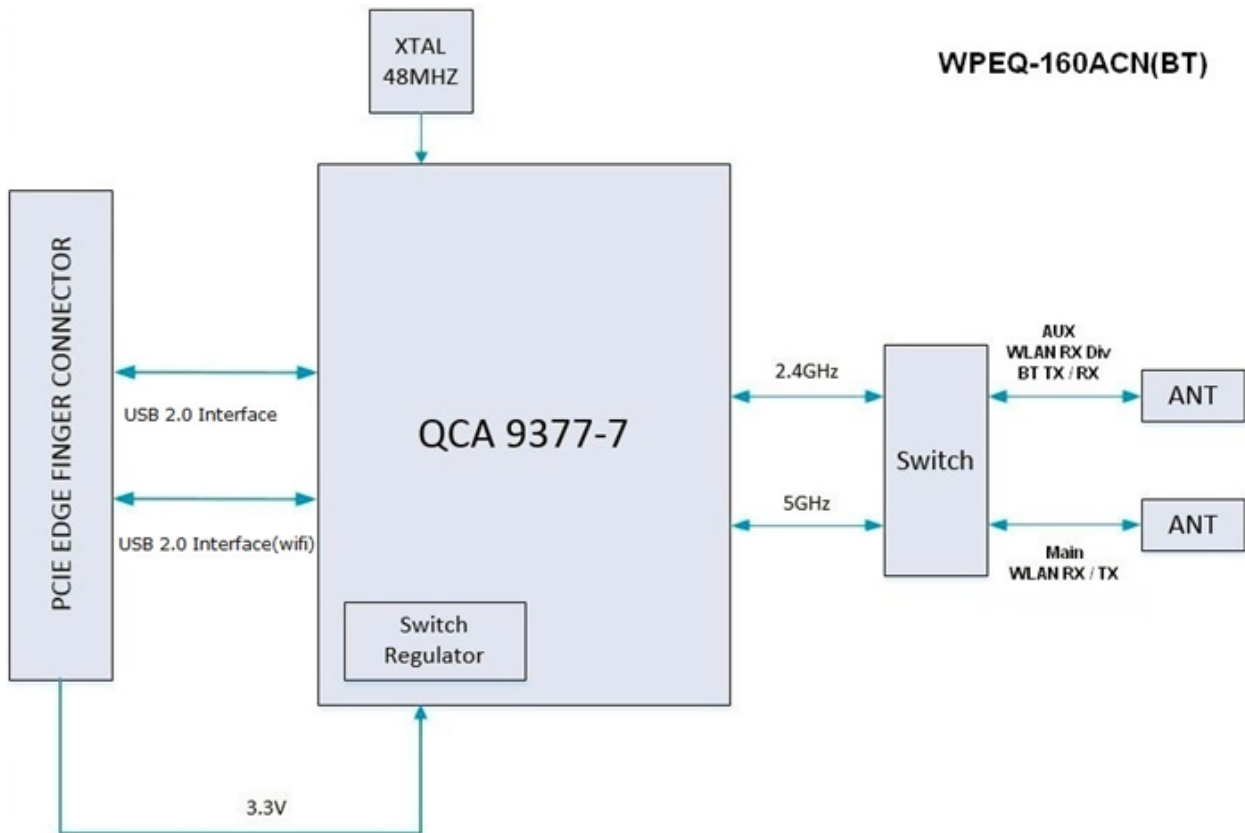 XTAL
48MHZ
WPEQ-160ACN(BT)
PCIE EDGE FINGER CONNECTOR
USB 2.0 Interface
USB 2.0 Interface(wifi)
QCA 9377-7
Switch
Regulator
3.3V
2.4GHz
5GHz
Switch
AUX
WLAN RX Div
BT TX / RX
ANT
Main
WLAN RX / TX
ANT